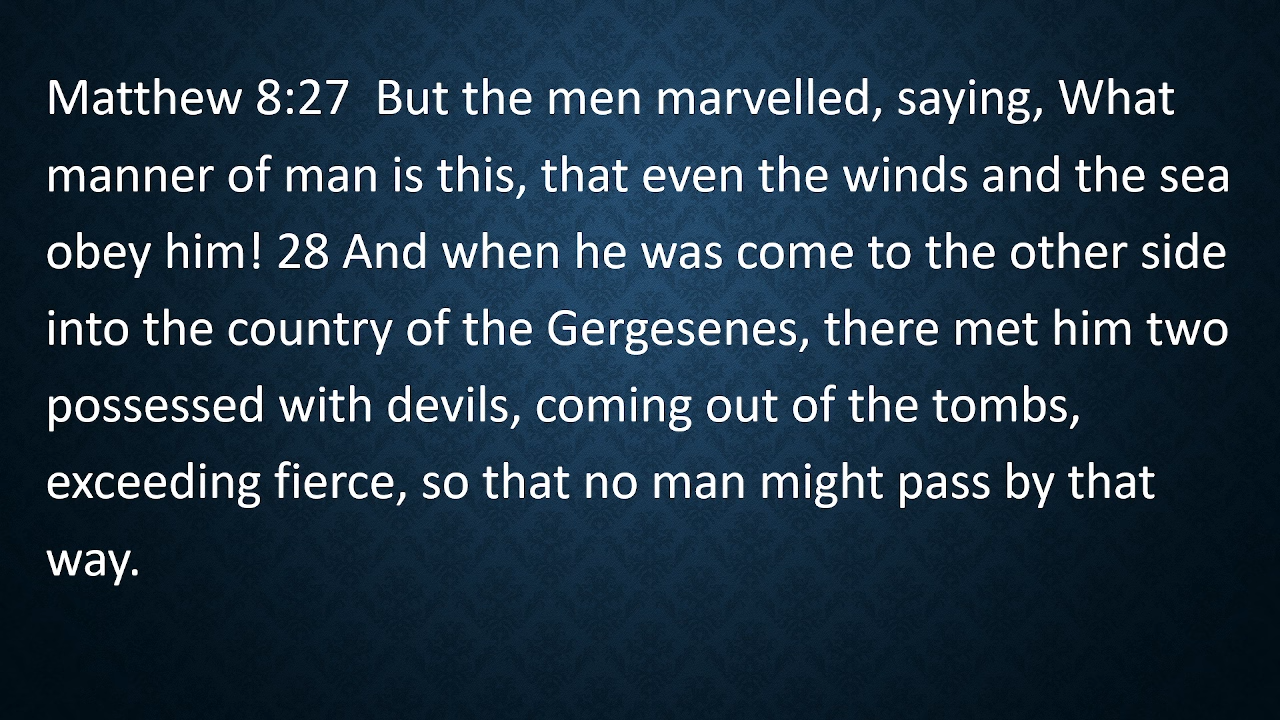 Matthew 8:27  But the men marvelled, saying, What
manner of man is this, that even the winds and the sea
obey him! 28 And when he was come to the other side
into the country of the Gergesenes, there met him two
possessed with devils, coming out of the tombs,
exceeding fierce, so that no man might pass by that
way.